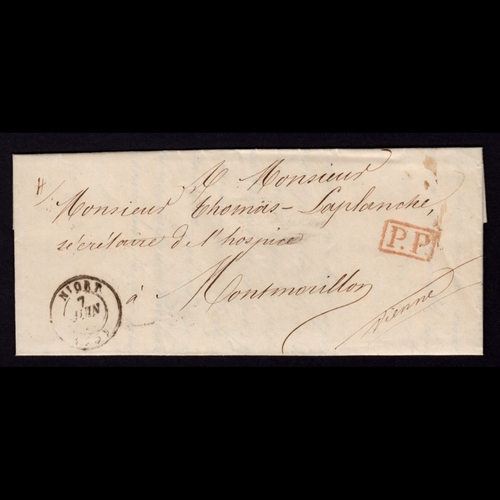 A Monsieur
Monsieur Thomas-Laplanche,
secrétaire de l'hospice
P.P.
à Montmorillon
Vienne
NIORT
7
JUIN